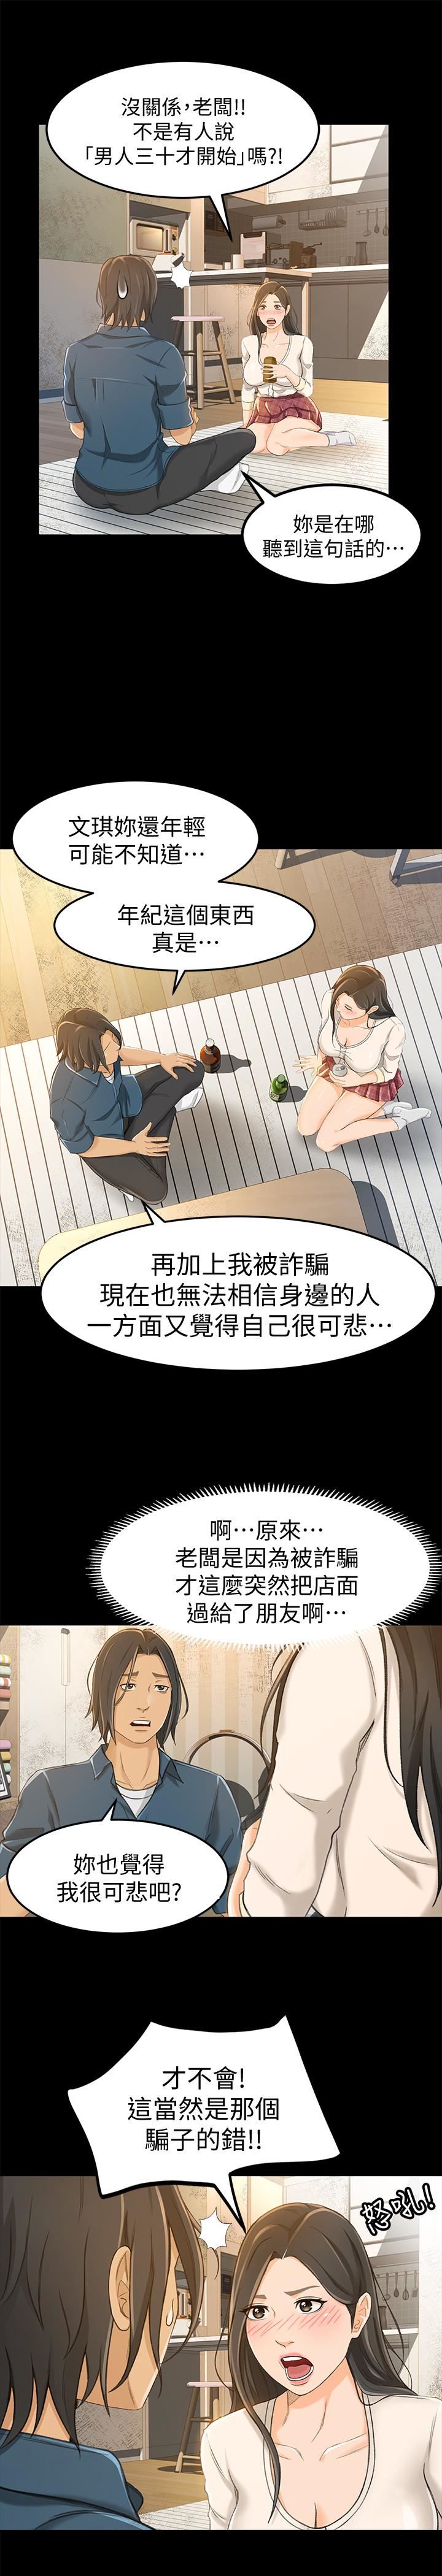 沒關係，老闆!!
不是有人說
「男人三十才開始」嗎?!
妳是在哪
聽到這句話的…
文琪妳還年輕
可能不知道…
年紀這個東西
真是…
再加上我被詐騙
現在也無法相信身邊的人
一方面又覺得自己很可悲…
啊…原來…
老闆是因為被詐騙
才這麼突然把店面
過給了朋友啊…
妳也覺得
我很可悲吧?
才不會!
這當然是那個
騙子的錯!!
怒吼!